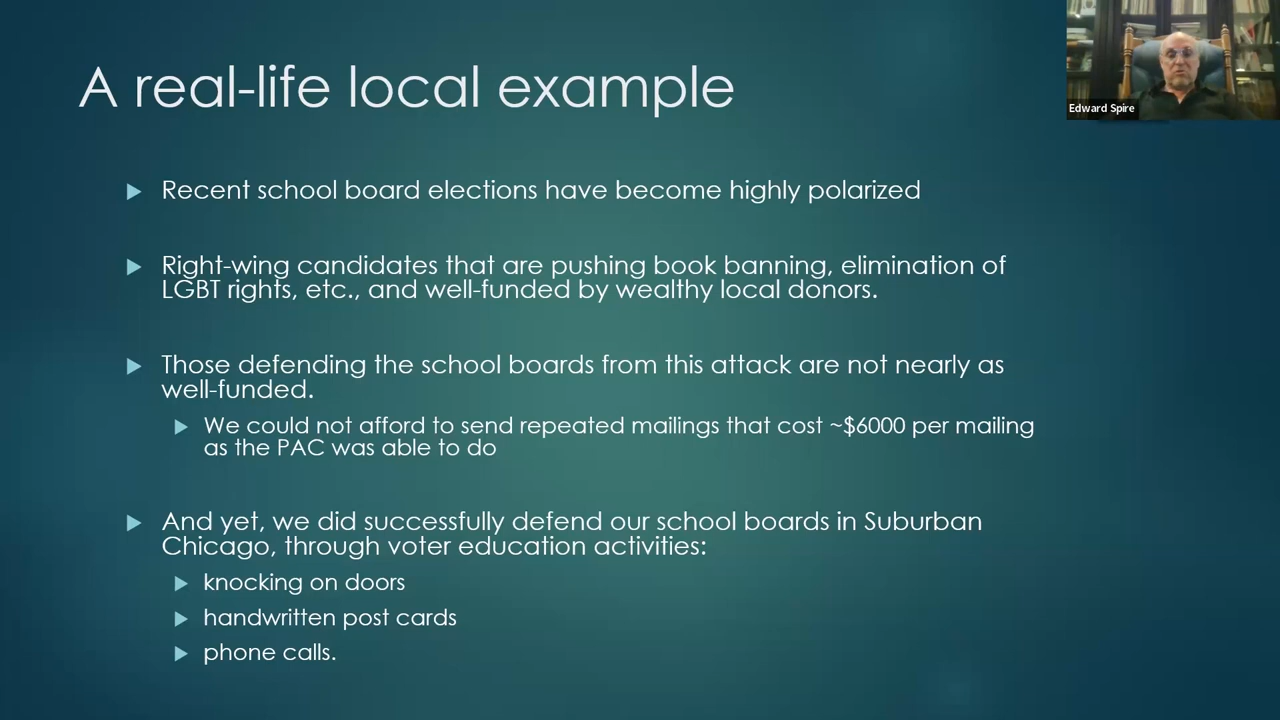 A real-life local example
Edward Spire
Recent school board elections have become highly polarized
Right-wing candidates that are pushing book banning, elimination of
LGBT rights, etc., and well-funded by wealthy local donors.
Those defending the school boards from this attack are not nearly as
well-funded.
We could not afford to send repeated mailings that cost ~$6000 per mailing
as the PAC was able to do
And yet, we did successfully defend our school boards in Suburban
Chicago, through voter education activities:
knocking on doors
handwritten post cards
phone calls.